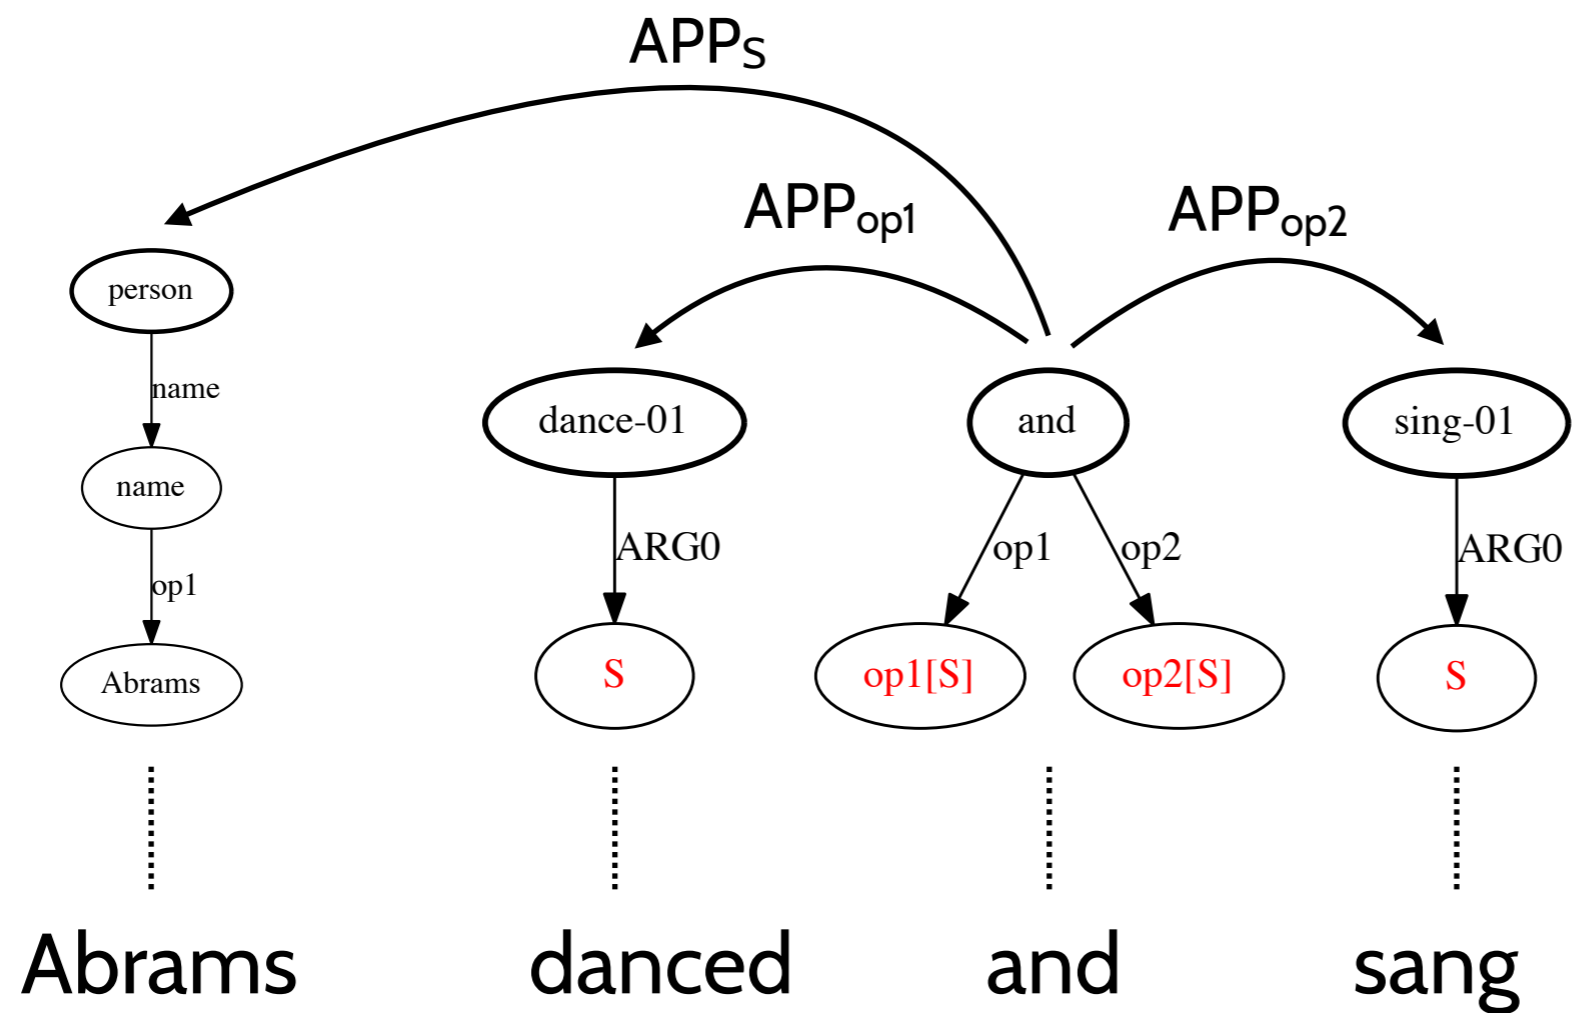 APPS
APPop1 APPop2
person
name
name
op1
Abrams
dance-01 and sing-01
ARG0 op1 op2 ARG0
S op1[S] op2[S] S
Abrams danced and sang